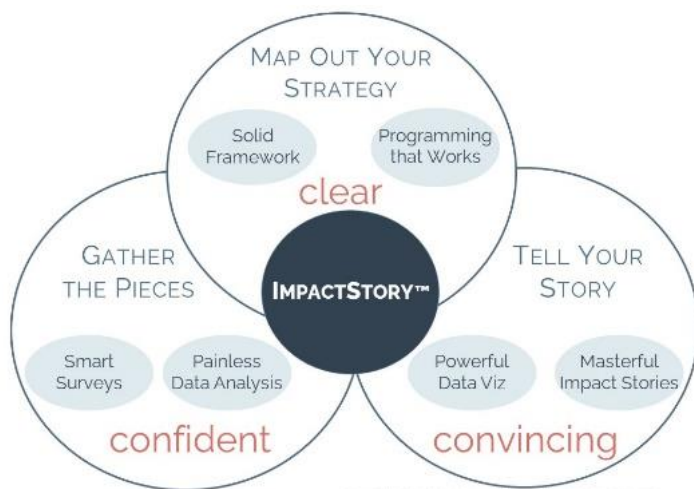 MAP OUT YOUR
STRATEGY
Solid
Framework
Programming
that Works
clear
GATHER
THE PIECES
Smart
Surveys
Painless
Data Analysis
confident
IMPACTSTORY™
TELL YOUR
STORY
Powerful
Data Viz
Masterful
Impact Stories
convincing